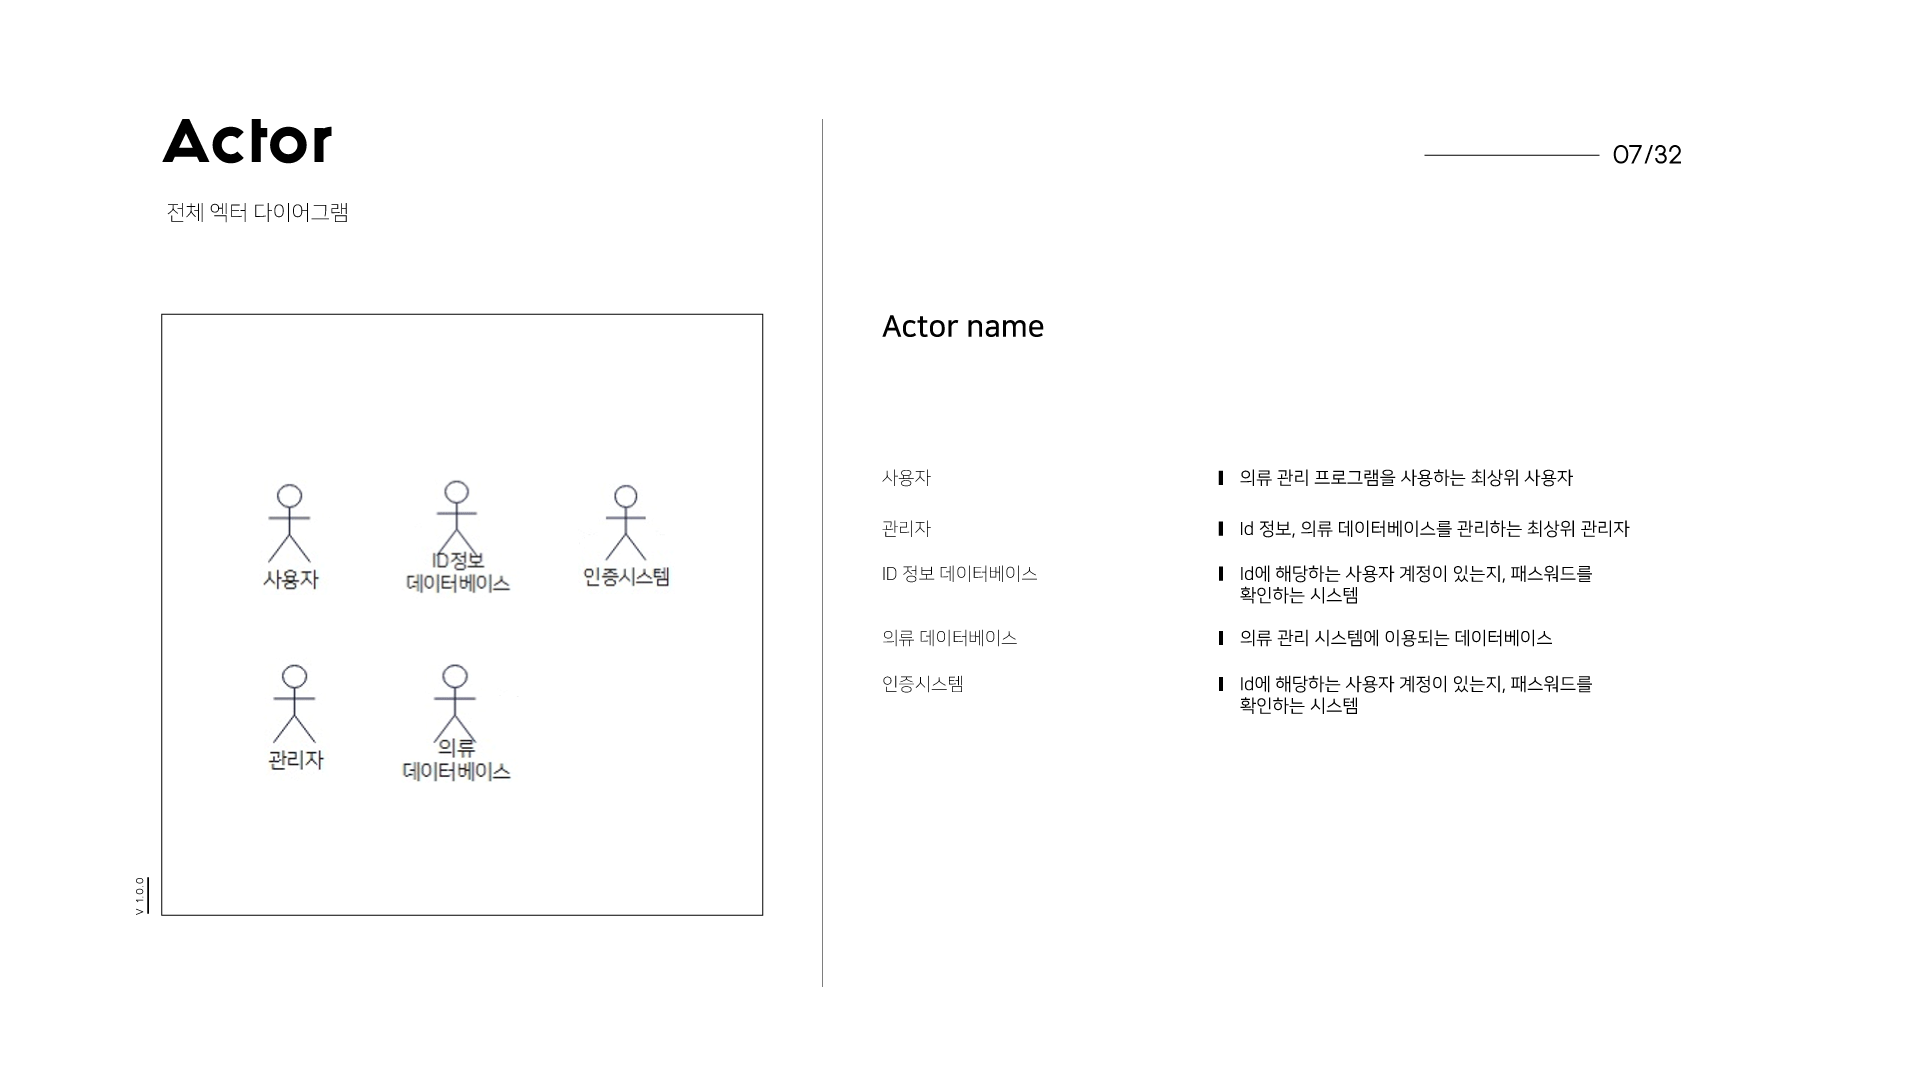 Actor
전체 엑터 다이어그램
07/32
사용자
ID정보
데이터베이스
인증시스템
관리자
의류
데이터베이스
V 1.0.0
Actor name
사용자
의류 관리 프로그램을 사용하는 최상위 사용자
관리자
Id 정보, 의류 데이터베이스를 관리하는 최상위 관리자
ID 정보 데이터베이스
Id에 해당하는 사용자 계정이 있는지, 패스워드를
확인하는 시스템
의류 데이터베이스
의류 관리 시스템에 이용되는 데이터베이스
인증시스템
Id에 해당하는 사용자 계정이 있는지, 패스워드를
확인하는 시스템